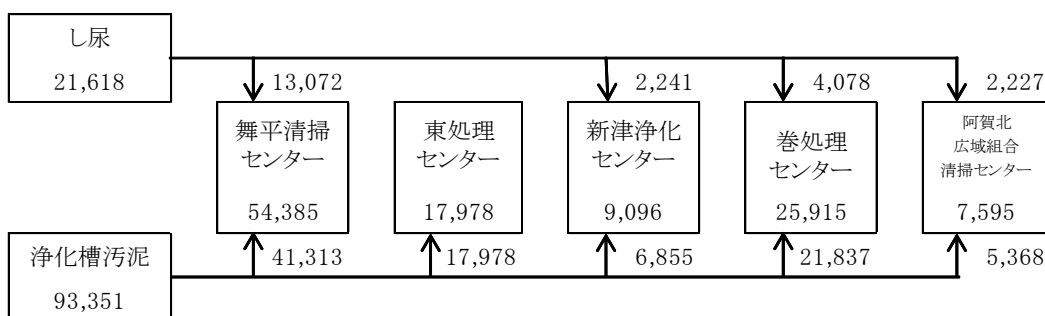 し尿
21,618
13,072
2,241
4,078
2,227
舞平清掃
センター
54,385
東処理
センター
17,978
新津浄化
センター
9,096
巻処理
センター
25,915
阿賀北
広域組合
清掃センター
7,595
浄化槽汚泥
93,351
41,313
17,978
6,855
21,837
5,368